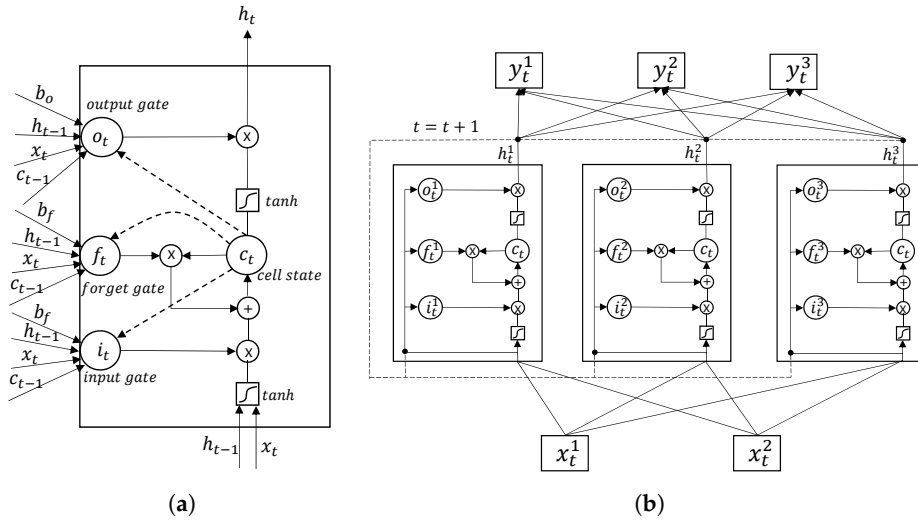 h_t
b_o
output gate
h_{t-1}
o_t
x
x_t
c_{t-1}
tanh
b_f
h_{t-1}
f_t
x
c_t
x_t
cell state
c_{t-1}
forget gate
+
b_f
h_{t-1}
i_t
x
x_t
c_{t-1}
input gate
tanh
h_{t-1}
x_t
(a)
y_t^1 y_t^2 y_t^3
t = t + 1
h_t^1 h_t^2 h_t^3
o_t^1 x o_t^2 x o_t^3 x
f_t^1 x c_t f_t^2 x c_t f_t^3 x c_t
+ + +
i_t^1 x i_t^2 x i_t^3 x
x_t^1 x_t^2
(b)